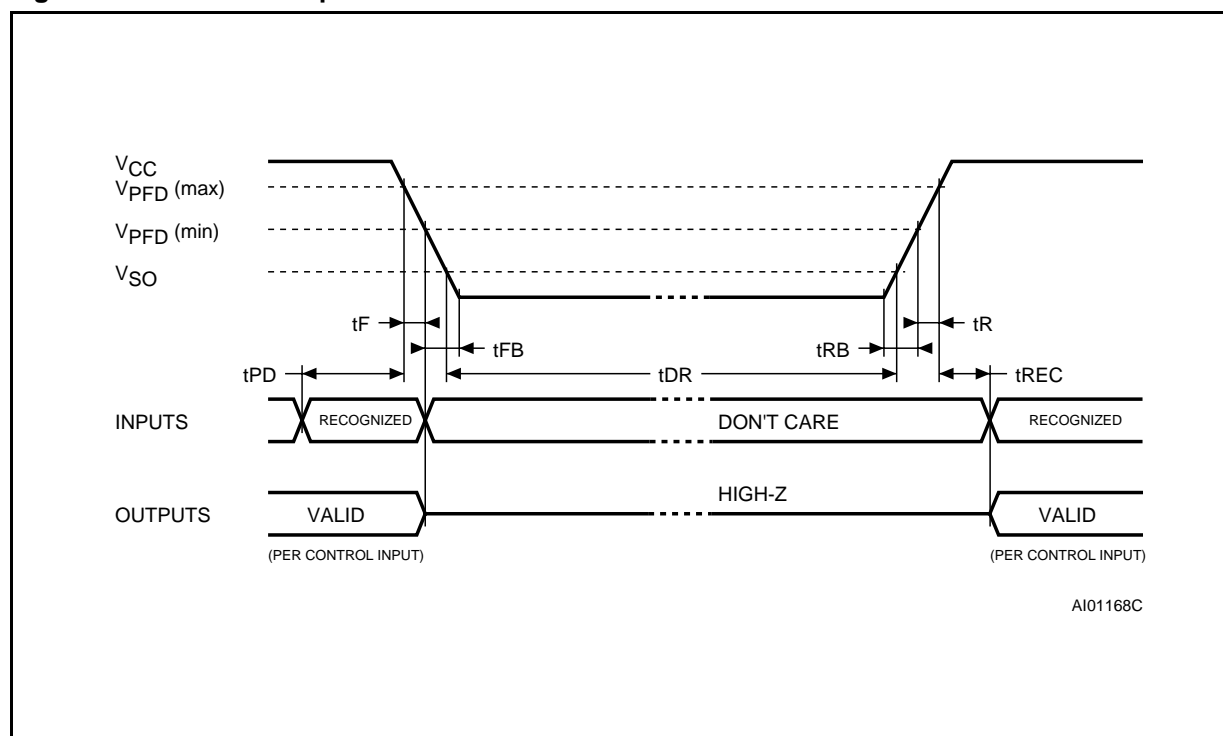 VCC
VPFD (max)
VPFD (min)
VSO
tF
tFB
tRB
tR
tPD
tDR
tREC
INPUTS
RECOGNIZED
DON'T CARE
RECOGNIZED
HIGH-Z
OUTPUTS
VALID
VALID
(PER CONTROL INPUT)
(PER CONTROL INPUT)
AI01168C